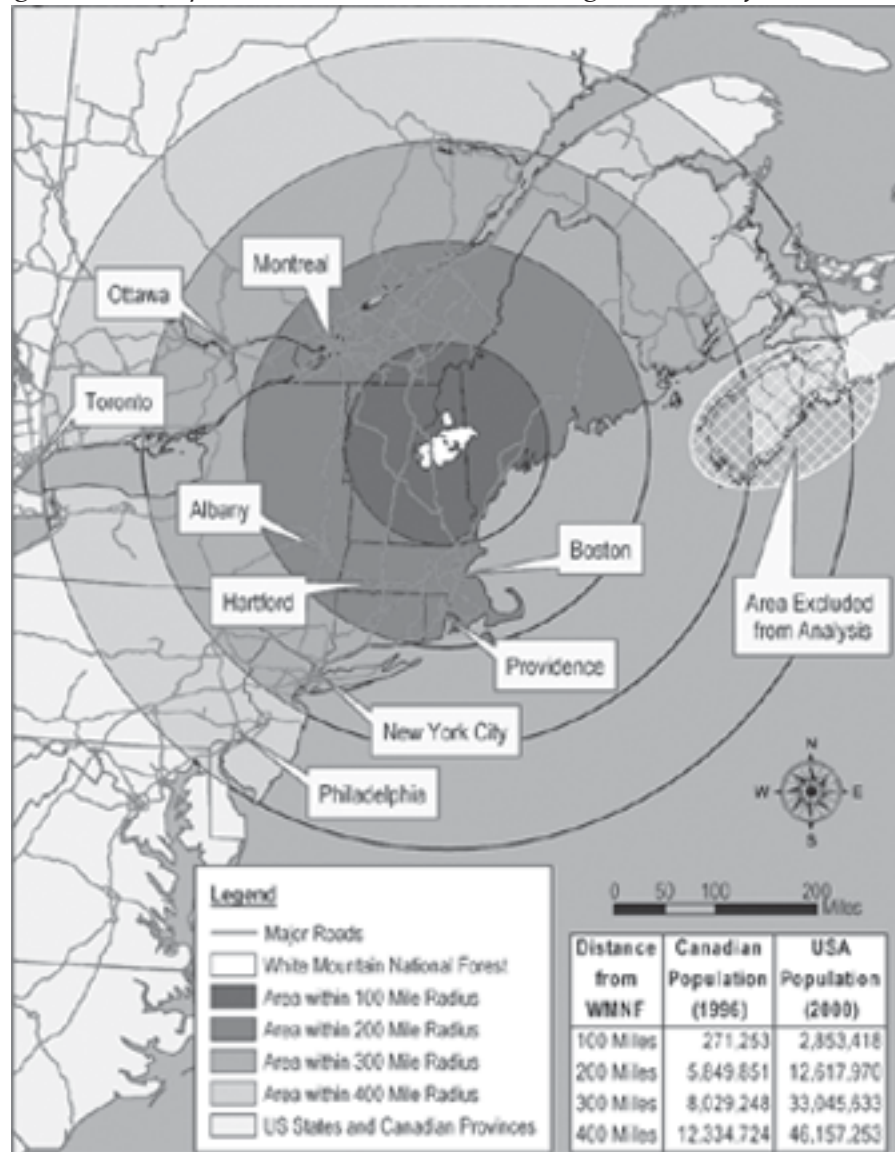 Montreal
Ottawa
Toronto
Albany
Boston
Hartford
Area Excluded
from Analysis
Providence
New York City
Philadelphia
N
W
E
S
0 50 100 200
Miles
Legend
Major Roads
White Mountain National Forest
Area within 100 Mile Radius
Area within 200 Mile Radius
Area within 300 Mile Radius
Area within 400 Mile Radius
US States and Canadian Provinces
Distance from WMNF Canadian Population (1996) USA Population (2000)
100 Miles 271,253 2,853,418
200 Miles 5,849,851 12,617,970
300 Miles 8,029,248 33,045,633
400 Miles 12,334,724 46,157,253